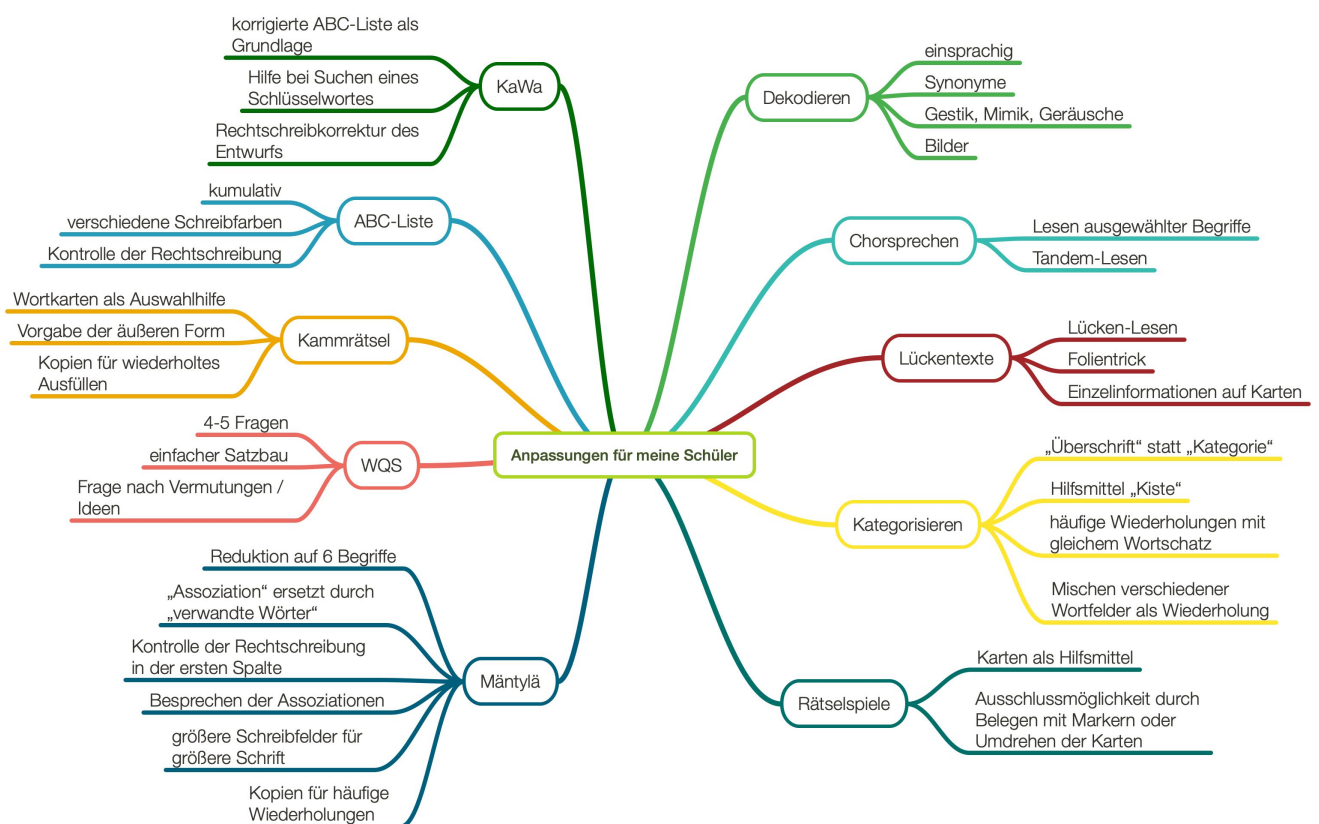 Anpassungen für meine Schüler
KaWa
korrigierte ABC-Liste als
Grundlage
Hilfe bei Suchen eines
Schlüsselwortes
Rechtschreibkorrektur des
Entwurfs
ABC-Liste
kumulativ
verschiedene Schreibfarben
Kontrolle der Rechtschreibung
Kammrätsel
Wortkarten als Auswahlhilfe
Vorgabe der äußeren Form
Kopien für wiederholtes
Ausfüllen
WQS
4-5 Fragen
einfacher Satzbau
Frage nach Vermutungen /
Ideen
Mäntylä
Reduktion auf 6 Begriffe
„Assoziation“ ersetzt durch
„verwandte Wörter“
Kontrolle der Rechtschreibung
in der ersten Spalte
Besprechen der Assoziationen
größere Schreibfelder für
größere Schrift
Kopien für häufige
Wiederholungen
Dekodieren
einsprachig
Synonyme
Gestik, Mimik, Geräusche
Bilder
Chorsprechen
Lesen ausgewählter Begriffe
Tandem-Lesen
Lückentexte
Lücken-Lesen
Folientrick
Einzelinformationen auf Karten
Kategorisieren
„Überschrift“ statt „Kategorie“
Hilfsmittel „Kiste“
häufige Wiederholungen mit
gleichem Wortschatz
Mischen verschiedener
Wortfelder als Wiederholung
Rätselspiele
Karten als Hilfsmittel
Ausschlussmöglichkeit durch
Belegen mit Markern oder
Umdrehen der Karten